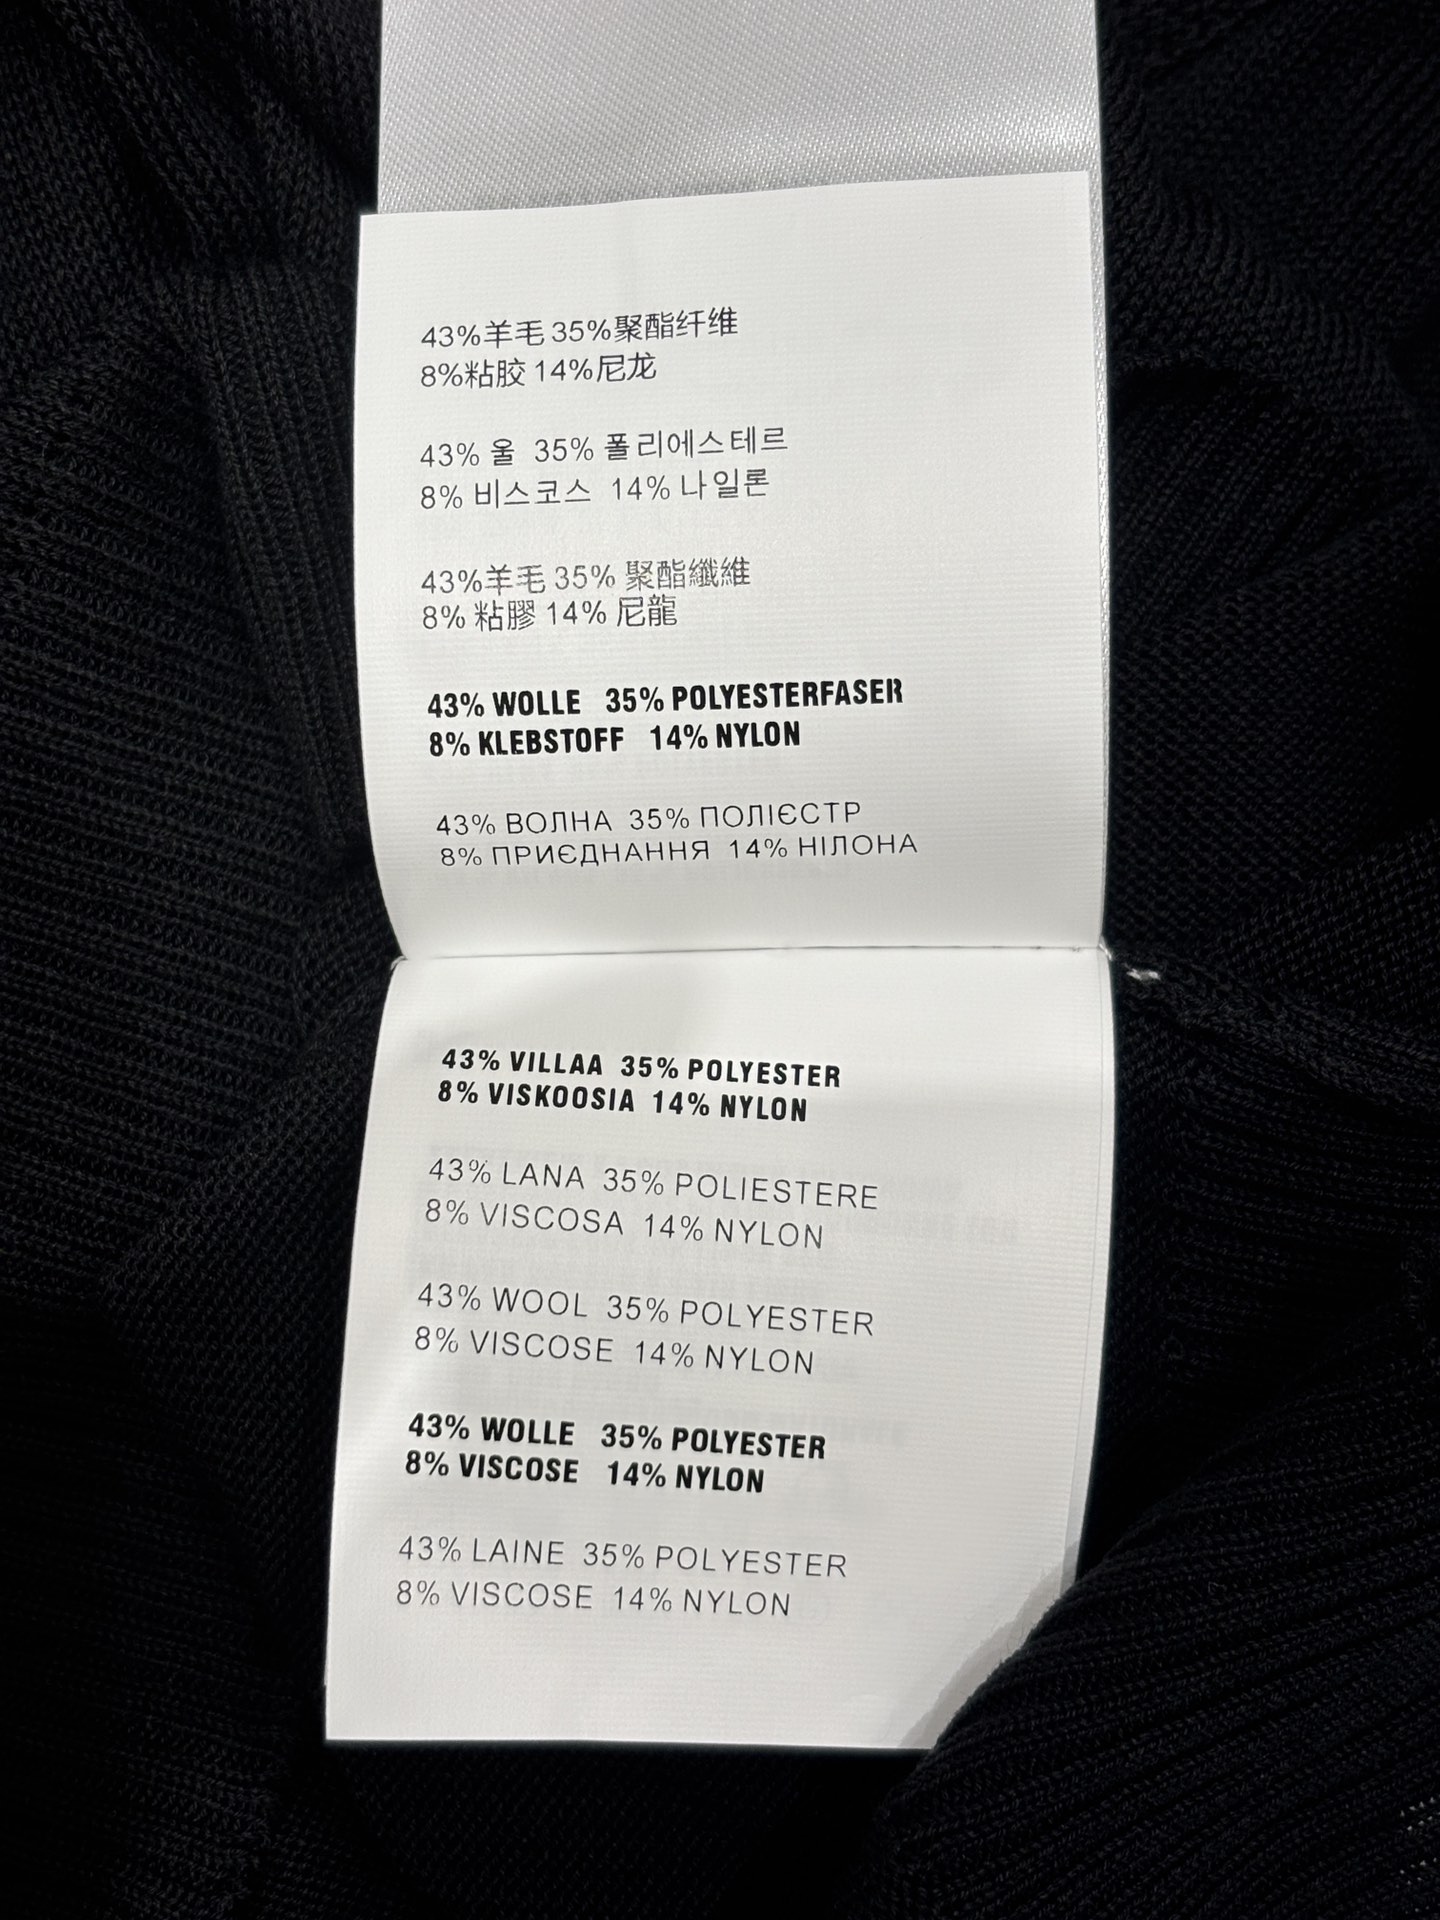 43%羊毛 35%聚酯纤维
8%粘胶 14%尼龙
43% 울 35% 폴리에스테르
8% 비스코스 14% 나일론
43%羊毛 35% 聚酯纖維
8% 粘膠 14% 尼龍
43% WOLLE 35% POLYESTERFASER
8% KLEBSTOFF 14% NYLON
43% ВОЛНА 35% ПОЛІЄСТР
8% ПРИЄДНАННЯ 14% НІЛОНА
43% VILLAA 35% POLYESTER
8% VISKOOSIA 14% NYLON
43% LANA 35% POLIESTERE
8% VISCOSA 14% NYLON
43% WOOL 35% POLYESTER
8% VISCOSE 14% NYLON
43% WOLLE 35% POLYESTER
8% VISCOSE 14% NYLON
43% LAINE 35% POLYESTER
8% VISCOSE 14% NYLON